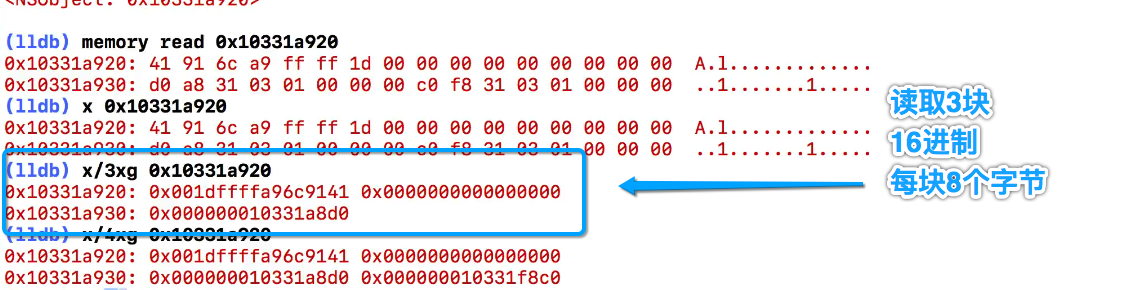 <NSObject: 0x10331a920>
(lldb) memory read 0x10331a920
0x10331a920: 41 91 6c a9 ff ff 1d 00 00 00 00 00 00 00 00 00  A.l.............
0x10331a930: d0 a8 31 03 01 00 00 00 c0 f8 31 03 01 00 00 00  ..1.......1.....
(lldb) x 0x10331a920
0x10331a920: 41 91 6c a9 ff ff 1d 00 00 00 00 00 00 00 00 00  A.l.............
0x10331a930: d0 a8 31 03 01 00 00 00 c0 f8 31 03 01 00 00 00  ..1.......1.....
(lldb) x/3xg 0x10331a920
0x10331a920: 0x001dffffa96c9141 0x0000000000000000
0x10331a930: 0x000000010331a8d0
(lldb) x/4xg 0x10331a920
0x10331a920: 0x001dffffa96c9141 0x0000000000000000
0x10331a930: 0x000000010331a8d0 0x000000010331f8c0
读取3块
16进制
每块8个字节